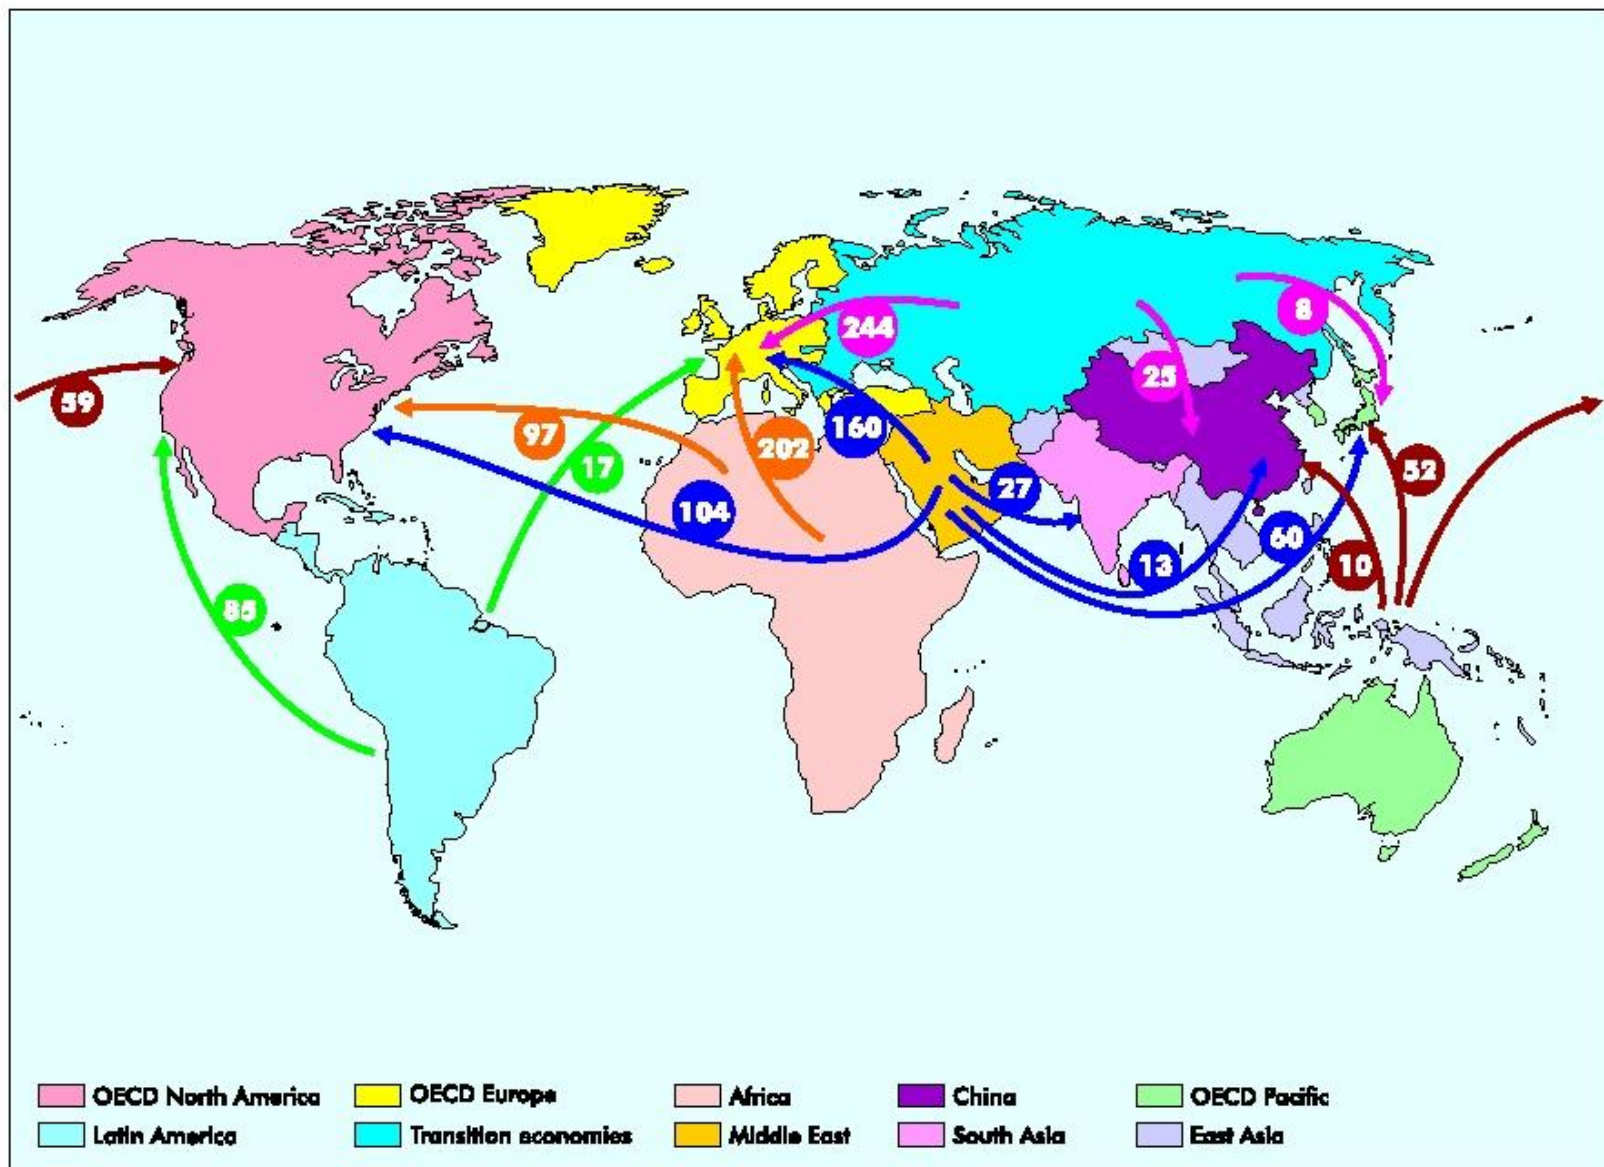 8
244
25
59
160
97
202
17
52
27
104
60
13
10
85
OECD North America
OECD Europe
Africa
China
OECD Pacific
Latin America
Transition economies
Middle East
South Asia
East Asia